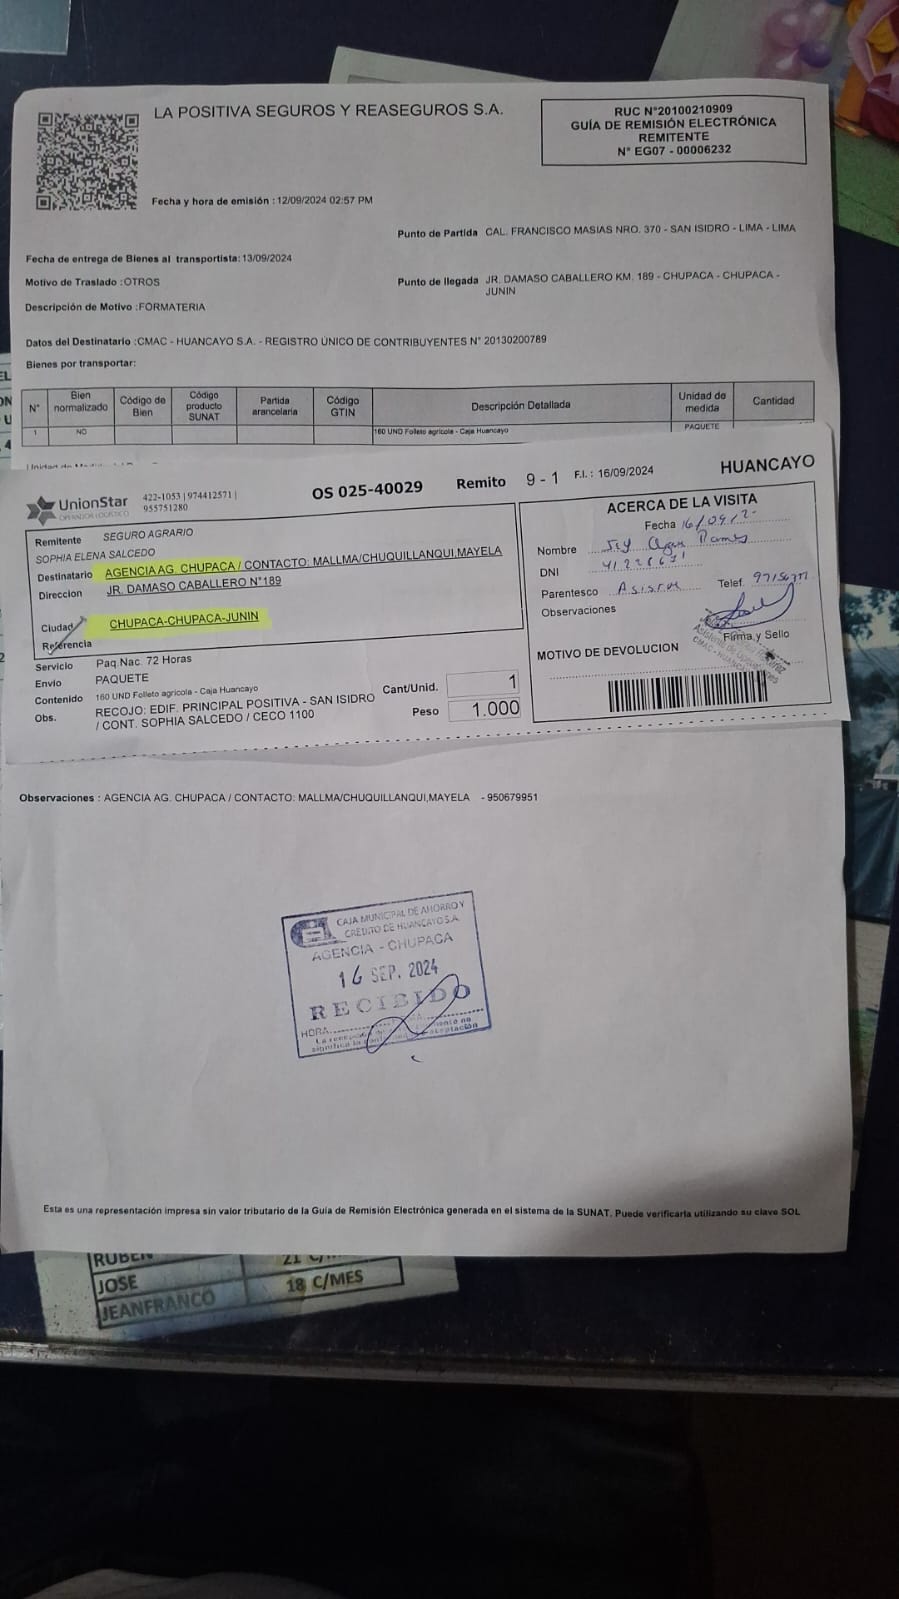 LA POSITIVA SEGUROS Y REASEGUROS S.A.
RUC N°20100210909
GUÍA DE REMISIÓN ELECTRÓNICA
REMITENTE
N° EG07 - 00006232
Fecha y hora de emisión : 12/09/2024 02:57 PM
Punto de Partida CAL. FRANCISCO MASIAS NRO. 370 - SAN ISIDRO - LIMA - LIMA
Fecha de entrega de Bienes al transportista: 13/09/2024
Motivo de Traslado :OTROS
Punto de llegada JR. DAMASO CABALLERO KM. 189 - CHUPACA - CHUPACA -
JUNIN
Descripción de Motivo :FORMATERIA
Datos del Destinatario :CMAC - HUANCAYO S.A. - REGISTRO ÚNICO DE CONTRIBUYENTES N° 20130200789
Bienes por transportar:
N° Bien normalizado Código de Bien Código producto SUNAT Partida arancelaria Código GTIN Descripción Detallada Unidad de medida Cantidad
1 NO 160 UND Folleto agricola - Caja Huancayo PAQUETE
UnionStar
OPERADOR LOGÍSTICO
422-1053 | 974412571 |
955751280
OS 025-40029 Remito 9 - 1 F.I.: 16/09/2024 HUANCAYO
Remitente SEGURO AGRARIO
SOPHIA ELENA SALCEDO
Destinatario AGENCIA AG. CHUPACA / CONTACTO: MALLMA/CHUQUILLANQUI,MAYELA
Direccion JR. DAMASO CABALLERO N°189
Ciudad CHUPACA-CHUPACA-JUNIN
Referencia
Servicio Paq.Nac. 72 Horas
Envio PAQUETE
Contenido 160 UND Folleto agricola - Caja Huancayo
Obs. RECOJO: EDIF. PRINCIPAL POSITIVA - SAN ISIDRO
/ CONT. SOPHIA SALCEDO / CECO 1100
Cant/Unid. 1
Peso 1.000
ACERCA DE LA VISITA
Fecha 16/09/2
Nombre
DNI
Parentesco
Telef.
Observaciones
Firma y Sello
MOTIVO DE DEVOLUCION
Observaciones : AGENCIA AG. CHUPACA / CONTACTO: MALLMA/CHUQUILLANQUI,MAYELA - 950679951
CAJA MUNICIPAL DE AHORRO Y
CRÉDITO DE HUANCAYO S.A.
AGENCIA - CHUPACA
16 SEP. 2024
RECIBIDO
HORA
Esta es una representación impresa sin valor tributario de la Guía de Remisión Electrónica generada en el sistema de la SUNAT. Puede verificarla utilizando su clave SOL
RUBEN
JOSE 18 C/MES
JEANFRANCO